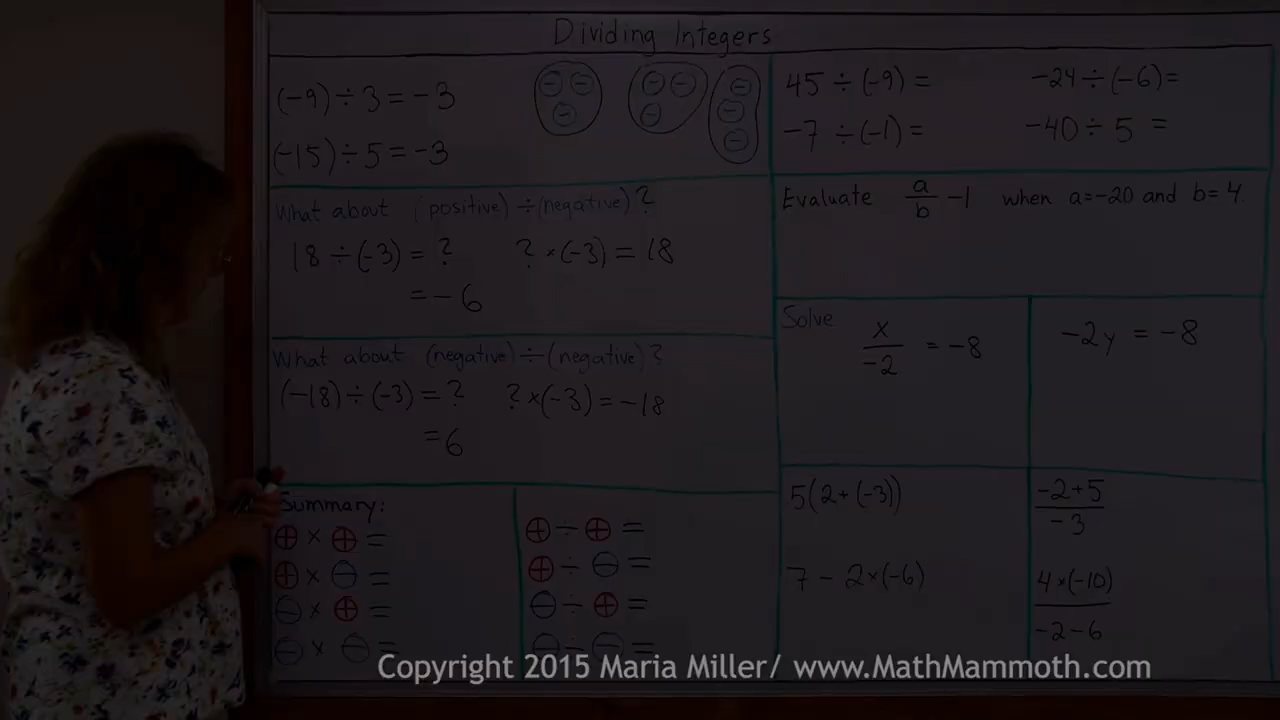 Dividing Integers
(-9) ÷ 3 = -3
(-15) ÷ 5 = -3
What about (positive) ÷ (negative)?
18 ÷ (-3) = ? ? × (-3) = 18
= -6
What about (negative) ÷ (negative)?
(-18) ÷ (-3) = ? ? × (-3) = -18
= 6
Summary:
⊕ × ⊕ =
⊕ × ⊖ =
⊖ × ⊕ =
⊖ × ⊖ =
⊕ ÷ ⊕ =
⊕ ÷ ⊖ =
⊖ ÷ ⊕ =
⊖ ÷ ⊖ =
45 ÷ (-9) = -24 ÷ (-6) =
-7 ÷ (-1) = -40 ÷ 5 =
Evaluate a/b - 1 when a=-20 and b=4.
Solve x/-2 = -8
-2y = -8
5(2+(-3))
7 - 2×(-6)
-2+5
-3
4×(-10)
-2-6
Copyright 2015 Maria Miller/ www.MathMammoth.com